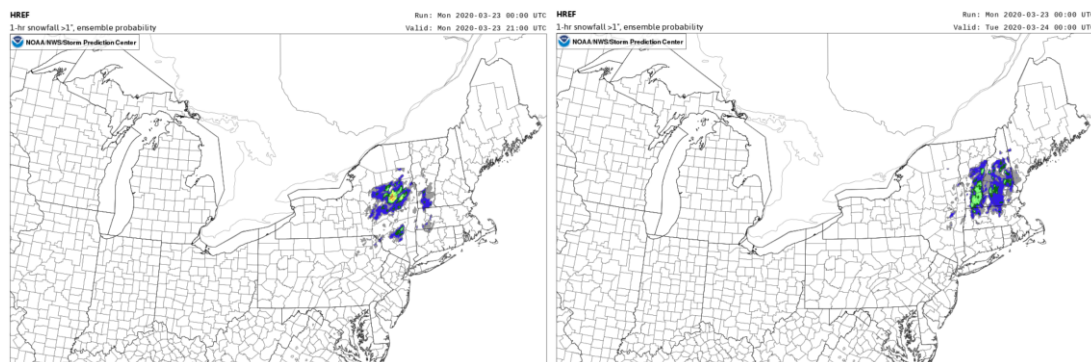 HREF
Run: Mon 2020-03-23 00:00 UTC
1-hr snowfall >1", ensemble probability
Valid: Mon 2020-03-23 21:00 UTC
NOAA/NWS/Storm Prediction Center
HREF
Run: Mon 2020-03-23 00:00 UTC
1-hr snowfall >1", ensemble probability
Valid: Tue 2020-03-24 00:00 UTC
NOAA/NWS/Storm Prediction Center